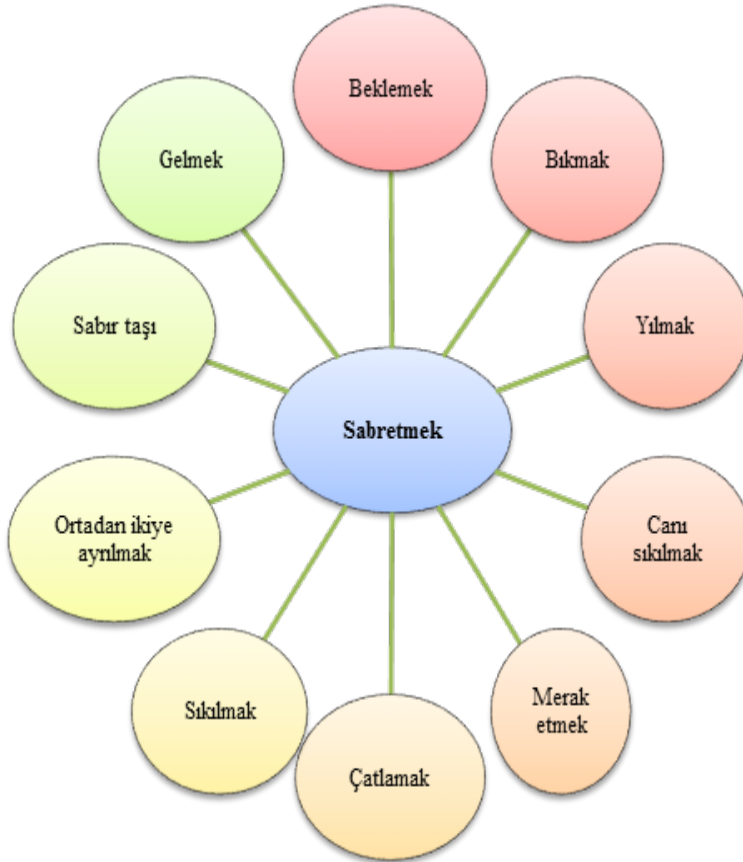 Beklemek
Bıkmak
Yılmak
Canı
sıkılmak
Merak
etmek
Çatlamak
Sıkılmak
Ortadan ikiye
ayrılmak
Sabır taşı
Gelmek
Sabretmek